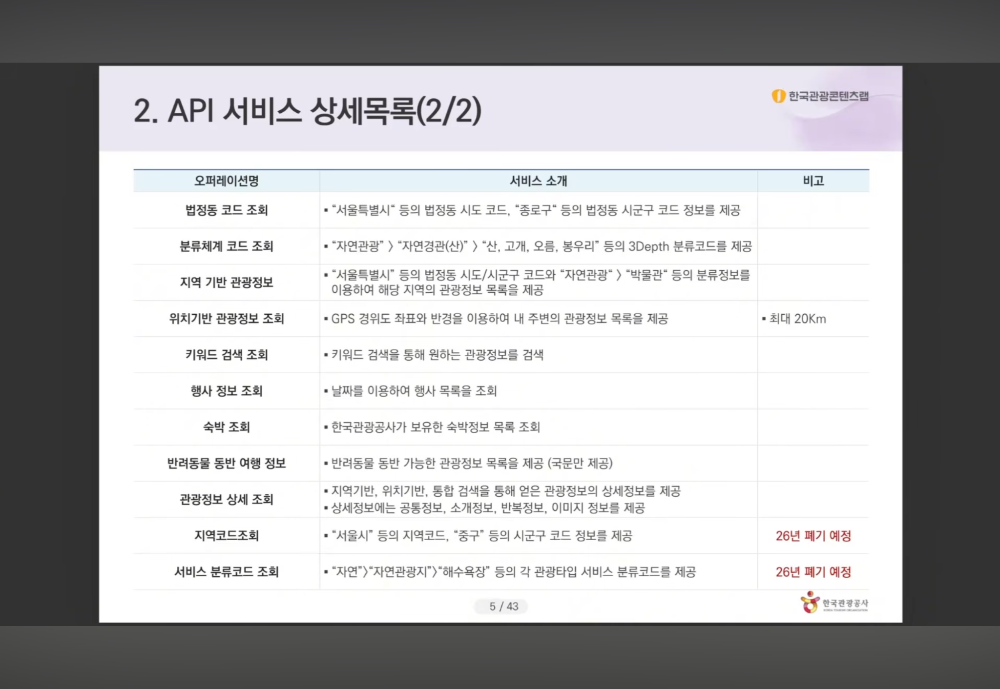 2. API 서비스 상세목록(2/2)
한국관광콘텐츠랩
오퍼레이션명 서비스 소개 비고
법정동 코드 조회 ▪ “서울특별시“ 등의 법정동 시도 코드, “종로구“ 등의 법정동 시군구 코드 정보를 제공
분류체계 코드 조회 ▪ “자연관광” 〉 “자연경관(산)” 〉 “산, 고개, 오름, 봉우리” 등의 3Depth 분류코드를 제공
지역 기반 관광정보 ▪ “서울특별시” 등의 법정동 시도/시군구 코드와 “자연관광“ 〉 “박물관“ 등의 분류정보를
이용하여 해당 지역의 관광정보 목록을 제공
위치기반 관광정보 조회 ▪ GPS 경위도 좌표와 반경을 이용하여 내 주변의 관광정보 목록을 제공 ▪ 최대 20Km
키워드 검색 조회 ▪ 키워드 검색을 통해 원하는 관광정보를 검색
행사 정보 조회 ▪ 날짜를 이용하여 행사 목록을 조회
숙박 조회 ▪ 한국관광공사가 보유한 숙박정보 목록 조회
반려동물 동반 여행 정보 ▪ 반려동물 동반 가능한 관광정보 목록을 제공 (국문만 제공)
관광정보 상세 조회 ▪ 지역기반, 위치기반, 통합 검색을 통해 얻은 관광정보의 상세정보를 제공
▪ 상세정보에는 공통정보, 소개정보, 반복정보, 이미지 정보를 제공
지역코드조회 ▪ “서울시” 등의 지역코드, “중구” 등의 시군구 코드 정보를 제공 26년 폐기 예정
서비스 분류코드 조회 ▪ “자연”〉“자연관광지”〉“해수욕장” 등의 각 관광타입 서비스 분류코드를 제공 26년 폐기 예정
5 / 43
한국관광공사
KOREA TOURISM ORGANIZATION